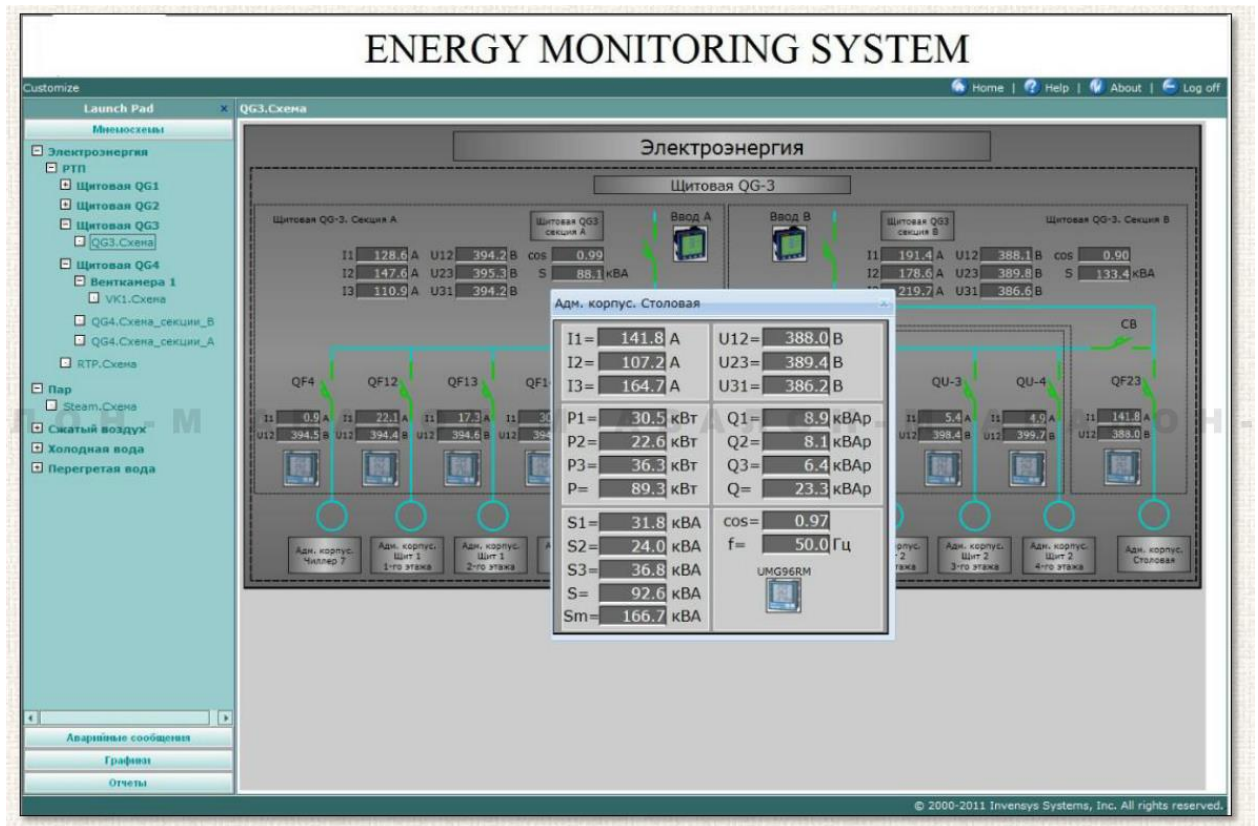 ENERGY MONITORING SYSTEM
Customize
Home | Help | About | Log off
Launch Pad x
QG3.Схема
Мнемосхемы
Электроэнергия
РТП
Щитовая QG1
Щитовая QG2
Щитовая QG3
QG3.Схема
Щитовая QG4
Венткамера 1
VK1.Схема
QG4.Схема_секции_В
QG4.Схема_секции_А
RTP.Схема
Пар
Steam.Схема
Сжатый воздух
Холодная вода
Перегретая вода
Аварийные сообщения
Графики
Отчеты
Электроэнергия
Щитовая QG-3
Щитовая QG-3. Секция А
Щитовая QG3 секция А
Ввод А
Ввод В
Щитовая QG3 секция В
Щитовая QG-3. Секция В
I1 128.6 А U12 394.2 В cos 0.99
I2 147.6 А U23 395.3 В S 88.1 кВА
I3 110.9 А U31 394.2 В
I1 191.4 А U12 388.1 В cos 0.90
I2 178.6 А U23 389.8 В S 133.4 кВА
219.7 А U31 386.6 В
СВ
QF4 QF12 QF13 QF1
QU-3 QU-4 QF23
I1 0.9 А I1 22.1 А I1 17.3 А I1
U12 394.5 В U12 394.4 В U12 394.6 В U12
I1 5.4 А I1 4.9 А I1 141.8 А
U12 398.4 В U12 399.7 В U12 388.0 В
Адм. корпус. Чиллер 7
Адм. корпус. Щит 1 1-го этажа
Адм. корпус. Щит 1 2-го этажа
Адм. корпус. Щит 2 3-го этажа
Адм. корпус. Щит 2 4-го этажа
Адм. корпус. Столовая
Адм. корпус. Столовая
I1= 141.8 А U12= 388.0 В
I2= 107.2 А U23= 389.4 В
I3= 164.7 А U31= 386.2 В
P1= 30.5 кВт Q1= 8.9 кВАр
P2= 22.6 кВт Q2= 8.1 кВАр
P3= 36.3 кВт Q3= 6.4 кВАр
P= 89.3 кВт Q= 23.3 кВАр
S1= 31.8 кВА cos= 0.97
S2= 24.0 кВА f= 50.0 Гц
S3= 36.8 кВА UMG96RM
S= 92.6 кВА
Sm= 166.7 кВА
© 2000-2011 Invensys Systems, Inc. All rights reserved.